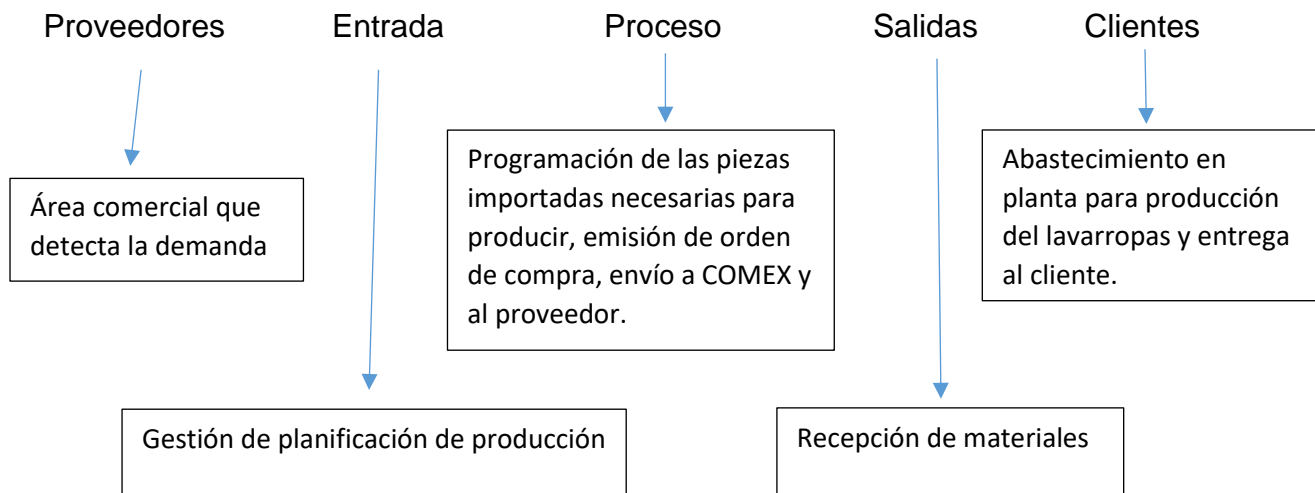 Proveedores Entrada Proceso Salidas Clientes
Área comercial que
detecta la demanda
Programación de las piezas
importadas necesarias para
producir, emisión de orden
de compra, envío a COMEX y
al proveedor.
Abastecimiento en
planta para producción
del lavarropas y entrega
al cliente.
Gestión de planificación de producción
Recepción de materiales